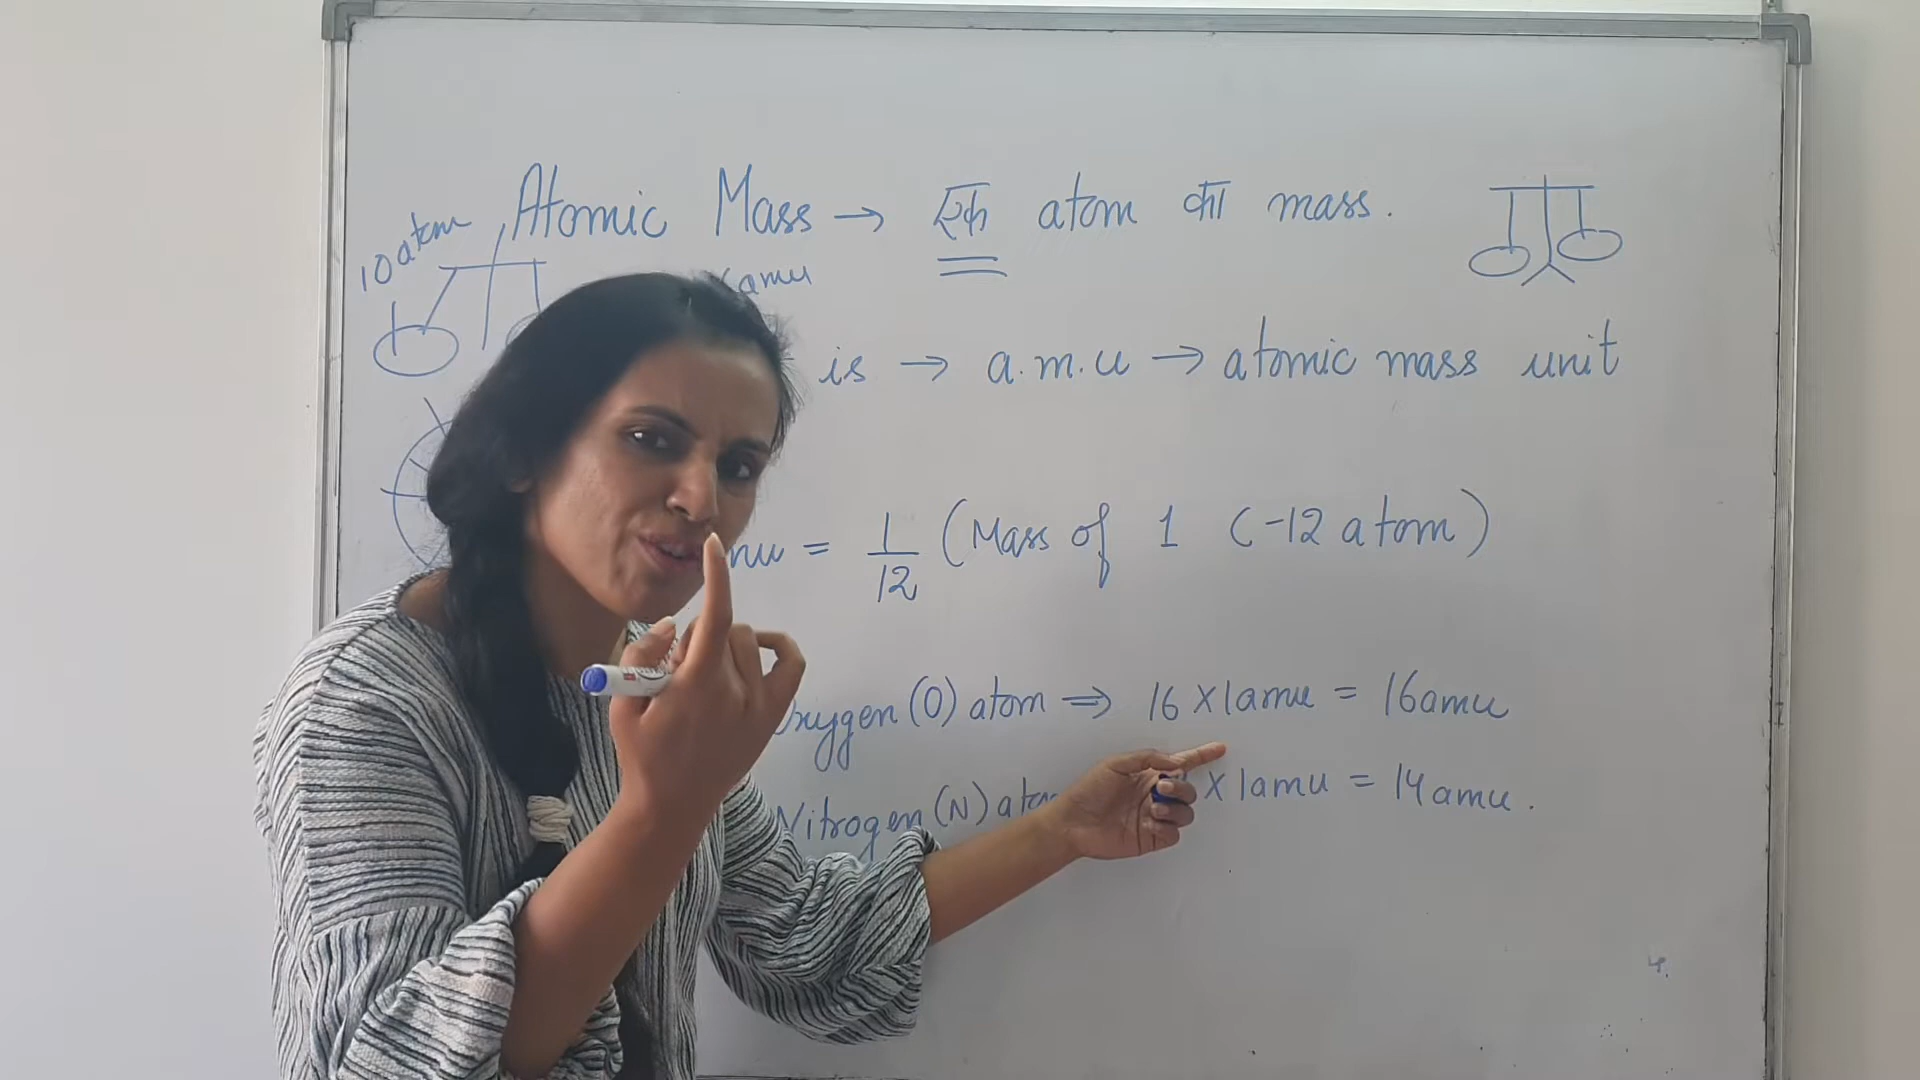 Atomic Mass → एक atom का mass.
10 atom
amu
is → a.m.u → atomic mass unit
mu = 1/12 (Mass of 1 C-12 atom)
Oxygen (O) atom ⇒ 16 x 1amu = 16amu
Nitrogen (N) atom x 1amu = 14amu.